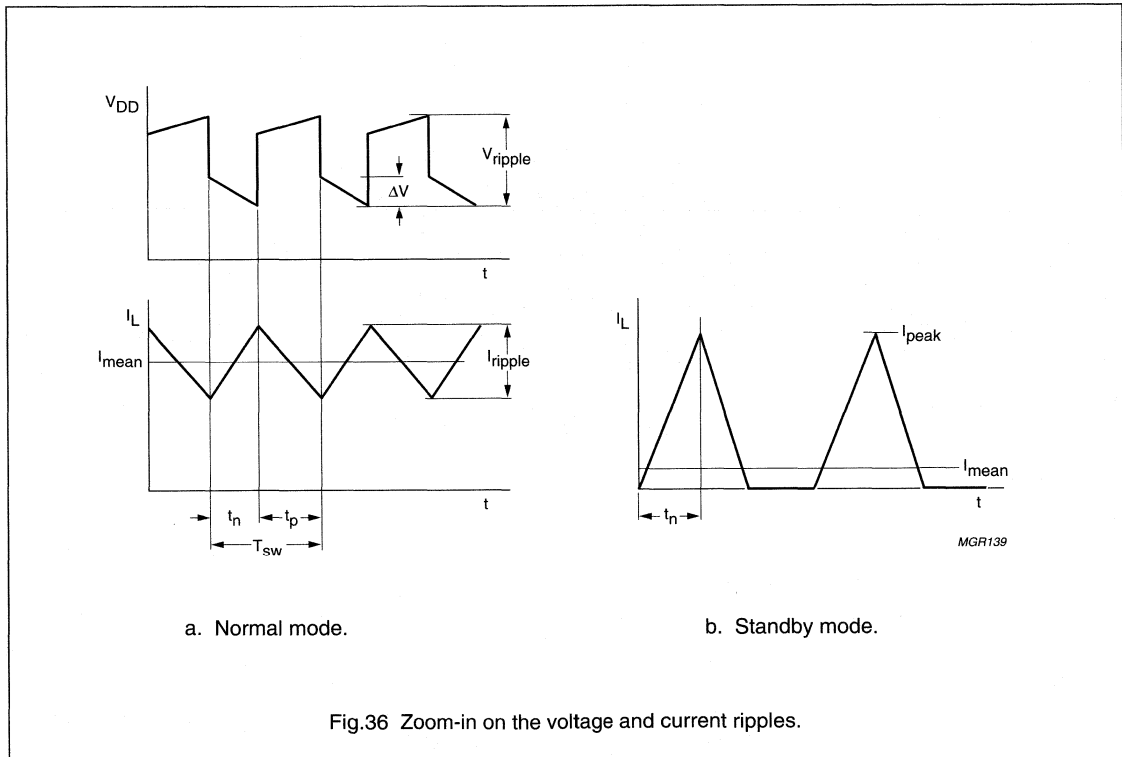 VDD
Vripple
ΔV
t
IL
Imean
Iripple
t
tn
tp
Tsw
IL
Ipeak
Imean
t
tn
MGR139
a. Normal mode.
b. Standby mode.
Fig.36 Zoom-in on the voltage and current ripples.